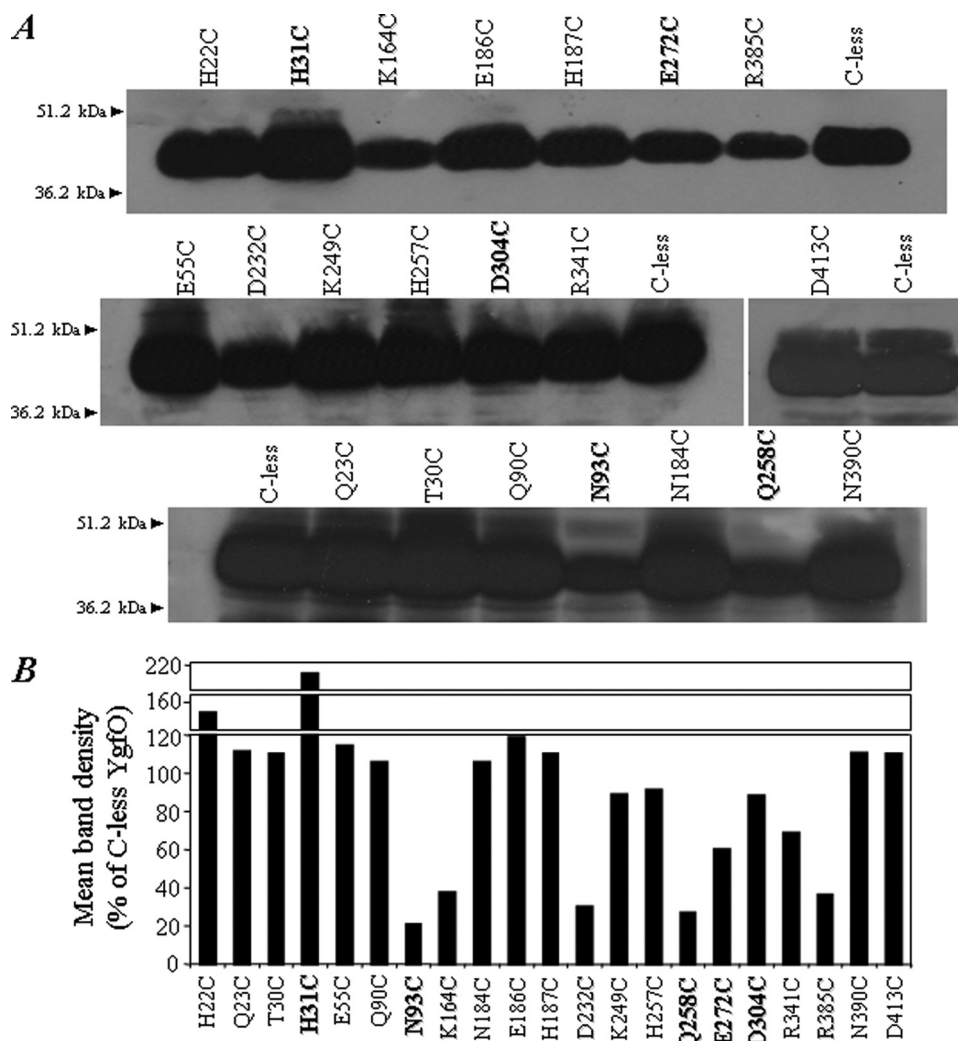 A
H22C H31C K164C E186C H187C E272C R385C C-less
51.2 kDa
36.2 kDa
E55C D232C K249C H257C D304C R341C C-less D413C C-less
51.2 kDa
36.2 kDa
C-less Q23C T30C Q90C N93C N184C Q258C N390C
51.2 kDa
36.2 kDa
B
Mean band density
(% of C-less YgfO)
220
160
120
100
80
60
40
20
0
H22C Q23C T30C H31C E55C Q90C N93C K164C N184C E186C H187C D232C K249C H257C Q258C E272C D304C R341C R385C N390C D413C